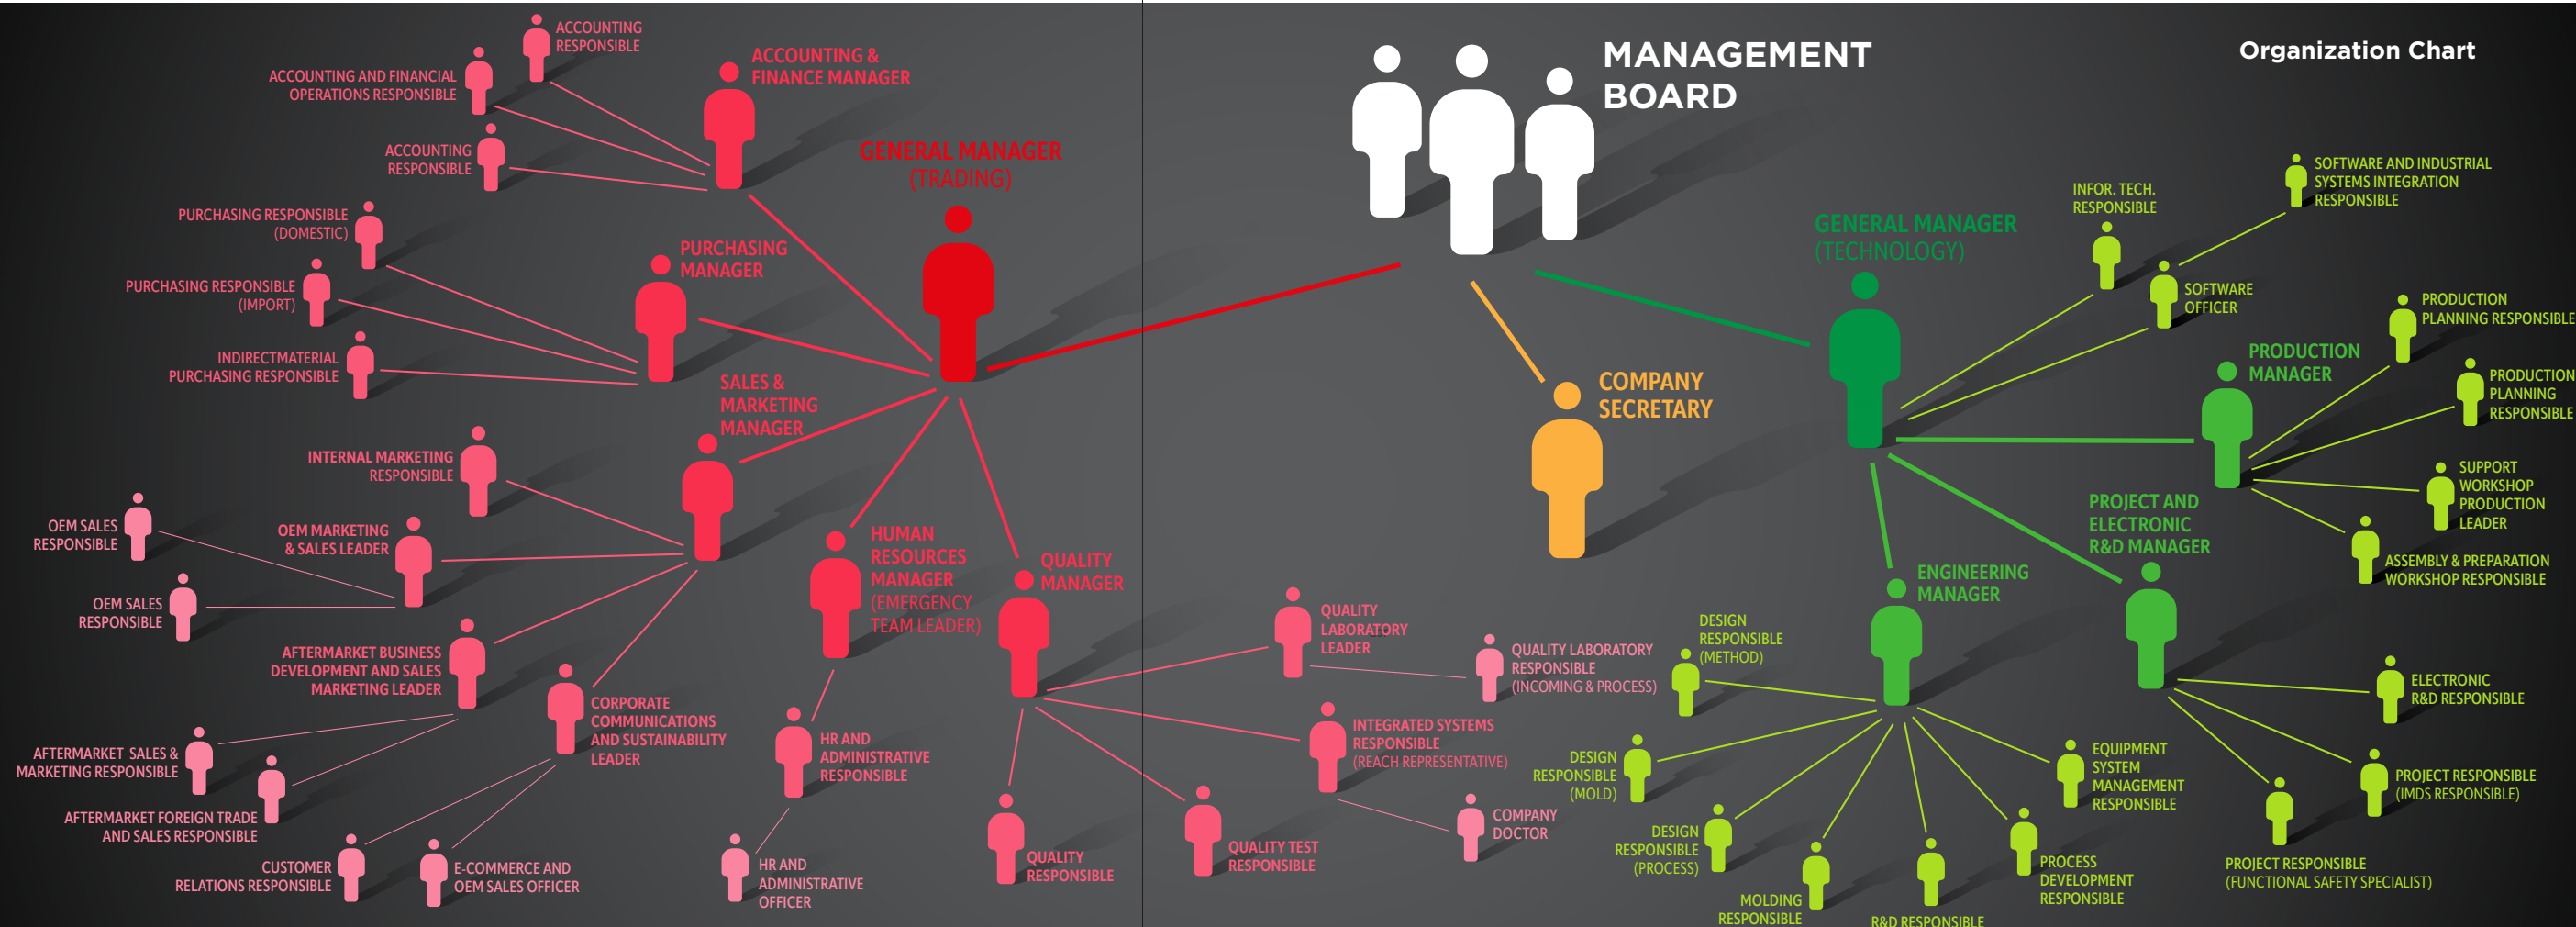 Organization Chart
MANAGEMENT
BOARD
ACCOUNTING
RESPONSIBLE
ACCOUNTING AND FINANCIAL
OPERATIONS RESPONSIBLE
ACCOUNTING
RESPONSIBLE
ACCOUNTING &
FINANCE MANAGER
GENERAL MANAGER
(TRADING)
PURCHASING RESPONSIBLE
(DOMESTIC)
PURCHASING RESPONSIBLE
(IMPORT)
INDIRECTMATERIAL
PURCHASING RESPONSIBLE
PURCHASING
MANAGER
SALES &
MARKETING
MANAGER
INTERNAL MARKETING
RESPONSIBLE
OEM SALES
RESPONSIBLE
OEM MARKETING
& SALES LEADER
OEM SALES
RESPONSIBLE
AFTERMARKET BUSINESS
DEVELOPMENT AND SALES
MARKETING LEADER
AFTERMARKET SALES &
MARKETING RESPONSIBLE
AFTERMARKET FOREIGN TRADE
AND SALES RESPONSIBLE
CORPORATE
COMMUNICATIONS
AND SUSTAINABILITY
LEADER
CUSTOMER
RELATIONS RESPONSIBLE
E-COMMERCE AND
OEM SALES OFFICER
HUMAN
RESOURCES
MANAGER
(EMERGENCY
TEAM LEADER)
HR AND
ADMINISTRATIVE
RESPONSIBLE
HR AND
ADMINISTRATIVE
OFFICER
QUALITY
MANAGER
QUALITY
RESPONSIBLE
QUALITY TEST
RESPONSIBLE
QUALITY
LABORATORY
LEADER
QUALITY LABORATORY
RESPONSIBLE
(INCOMING & PROCESS)
INTEGRATED SYSTEMS
RESPONSIBLE
(REACH REPRESENTATIVE)
COMPANY
DOCTOR
COMPANY
SECRETARY
GENERAL MANAGER
(TECHNOLOGY)
INFOR. TECH.
RESPONSIBLE
SOFTWARE AND INDUSTRIAL
SYSTEMS INTEGRATION
RESPONSIBLE
SOFTWARE
OFFICER
PRODUCTION
MANAGER
PRODUCTION
PLANNING RESPONSIBLE
PRODUCTION
PLANNING
RESPONSIBLE
SUPPORT
WORKSHOP
PRODUCTION
LEADER
ASSEMBLY & PREPARATION
WORKSHOP RESPONSIBLE
PROJECT AND
ELECTRONIC
R&D MANAGER
ELECTRONIC
R&D RESPONSIBLE
PROJECT RESPONSIBLE
(IMDS RESPONSIBLE)
PROJECT RESPONSIBLE
(FUNCTIONAL SAFETY SPECIALIST)
ENGINEERING
MANAGER
DESIGN
RESPONSIBLE
(METHOD)
DESIGN
RESPONSIBLE
(MOLD)
DESIGN
RESPONSIBLE
(PROCESS)
MOLDING
RESPONSIBLE
R&D RESPONSIBLE
PROCESS
DEVELOPMENT
RESPONSIBLE
EQUIPMENT
SYSTEM
MANAGEMENT
RESPONSIBLE